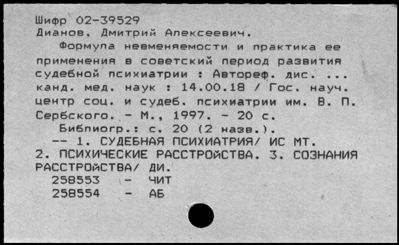 Шифр 02-39529
Дианов, Дмитрий Алексеевич.
Формула невменяемости и практика ее
применения в советский период развития
судебной психиатрии : Автореф. дис. ...
канд. мед. наук : 14.00.18 / Гос. науч.
центр соц. и судеб. психиатрии им. В. П.
Сербского. - М., 1997. - 20 с.
Библиогр.: с. 20 (2 назв.).
-- 1. СУДЕБНАЯ ПСИХИАТРИЯ/ ИС МТ.
2. ПСИХИЧЕСКИЕ РАССТРОЙСТВА. 3. СОЗНАНИЯ
РАССТРОЙСТВА/ ДИ.
258553 - ЧИТ
258554 - АБ